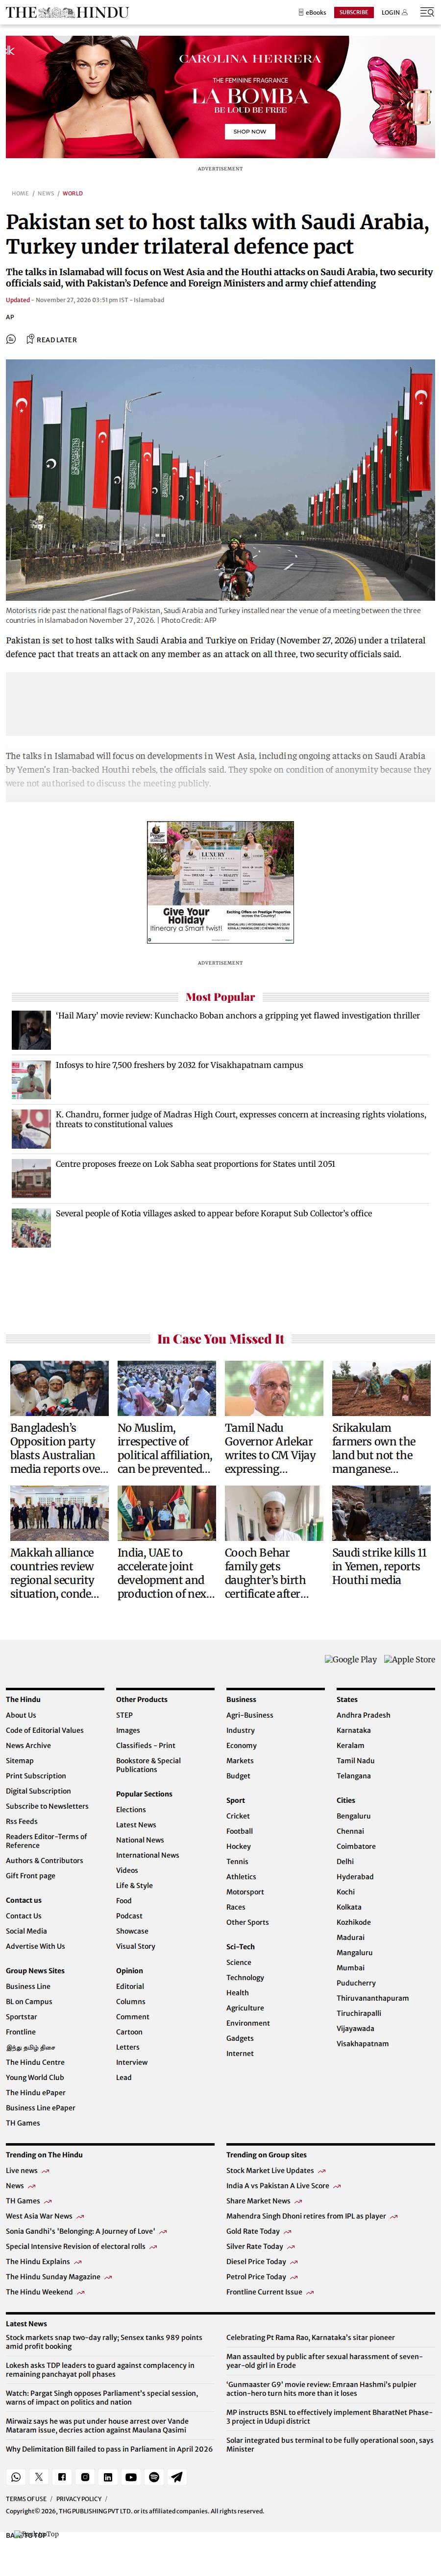 THE HINDU
eBooks
SUBSCRIBE
LOGIN
CAROLINA HERRERA
THE FEMININE FRAGRANCE
LA BOMBA
BE LOUD BE FREE
SHOP NOW
ADVERTISEMENT
HOME / NEWS / WORLD
Pakistan set to host talks with Saudi Arabia, Turkey under trilateral defence pact
The talks in Islamabad will focus on West Asia and the Houthi attacks on Saudi Arabia, two security officials said, with Pakistan's Defence and Foreign Ministers and army chief attending
Updated - November 27, 2026 03:51 pm IST - Islamabad
AP
READ LATER
Motorists ride past the national flags of Pakistan, Saudi Arabia and Turkey installed near the venue of a meeting between the three countries in Islamabad on November 27, 2026. | Photo Credit: AFP
Pakistan is set to host talks with Saudi Arabia and Turkiye on Friday (November 27, 2026) under a trilateral defence pact that treats an attack on any member as an attack on all three, two security officials said.
The talks in Islamabad will focus on developments in West Asia, including ongoing attacks on Saudi Arabia by Yemen's Iran-backed Houthi rebels, the officials said. They spoke on condition of anonymity because they were not authorised to discuss the meeting publicly.
LUXURY
Give Your Holiday
Itinerary a Smart twist!
Exciting Offers on Prestige Properties across the Country!
ADVERTISEMENT
Most Popular
'Hail Mary' movie review: Kunchacko Boban anchors a gripping yet flawed investigation thriller
Infosys to hire 7,500 freshers by 2032 for Visakhapatnam campus
K. Chandru, former judge of Madras High Court, expresses concern at increasing rights violations, threats to constitutional values
Centre proposes freeze on Lok Sabha seat proportions for States until 2051
Several people of Kotia villages asked to appear before Koraput Sub Collector's office
In Case You Missed It
Bangladesh's Opposition party blasts Australian media reports ove...
No Muslim, irrespective of political affiliation, can be prevented...
Tamil Nadu Governor Arlekar writes to CM Vijay expressing...
Srikakulam farmers own the land but not the manganese...
Makkah alliance countries review regional security situation, conde...
India, UAE to accelerate joint development and production of nex...
Cooch Behar family gets daughter's birth certificate after...
Saudi strike kills 11 in Yemen, reports Houthi media
Google Play
Apple Store
The Hindu
About Us
Code of Editorial Values
News Archive
Sitemap
Print Subscription
Digital Subscription
Subscribe to Newsletters
Rss Feeds
Readers Editor-Terms of Reference
Authors & Contributors
Gift Front page
Contact us
Contact Us
Social Media
Advertise With Us
Group News Sites
Business Line
BL on Campus
Sportstar
Frontline
இந்து தமிழ் திசை
The Hindu Centre
Young World Club
The Hindu ePaper
Business Line ePaper
TH Games
Other Products
STEP
Images
Classifieds - Print
Bookstore & Special Publications
Popular Sections
Elections
Latest News
National News
International News
Videos
Life & Style
Food
Podcast
Showcase
Visual Story
Opinion
Editorial
Columns
Comment
Cartoon
Letters
Interview
Lead
Business
Agri-Business
Industry
Economy
Markets
Budget
Sport
Cricket
Football
Hockey
Tennis
Athletics
Motorsport
Races
Other Sports
Sci-Tech
Science
Technology
Health
Agriculture
Environment
Gadgets
Internet
States
Andhra Pradesh
Karnataka
Keralam
Tamil Nadu
Telangana
Cities
Bengaluru
Chennai
Coimbatore
Delhi
Hyderabad
Kochi
Kolkata
Kozhikode
Madurai
Mangaluru
Mumbai
Puducherry
Thiruvananthapuram
Tiruchirapalli
Vijayawada
Visakhapatnam
Trending on The Hindu
Live news
News
TH Games
West Asia War News
Sonia Gandhi's 'Belonging: A Journey of Love'
Special Intensive Revision of electoral rolls
The Hindu Explains
The Hindu Sunday Magazine
The Hindu Weekend
Trending on Group sites
Stock Market Live Updates
India A vs Pakistan A Live Score
Share Market News
Mahendra Singh Dhoni retires from IPL as player
Gold Rate Today
Silver Rate Today
Diesel Price Today
Petrol Price Today
Frontline Current Issue
Latest News
Stock markets snap two-day rally; Sensex tanks 989 points amid profit booking
Lokesh asks TDP leaders to guard against complacency in remaining panchayat poll phases
Watch: Pargat Singh opposes Parliament's special session, warns of impact on politics and nation
Mirwaiz says he was put under house arrest over Vande Mataram issue, decries action against Maulana Qasimi
Why Delimitation Bill failed to pass in Parliament in April 2026
Celebrating Pt Rama Rao, Karnataka's sitar pioneer
Man assaulted by public after sexual harassment of seven-year-old girl in Erode
'Gunmaaster G9' movie review: Emraan Hashmi's pulpier action-hero turn hits more than it loses
MP instructs BSNL to effectively implement BharatNet Phase-3 project in Udupi district
Solar integrated bus terminal to be fully operational soon, says Minister
TERMS OF USE / PRIVACY POLICY /
Copyright© 2026, THG PUBLISHING PVT LTD. or its affiliated companies. All rights reserved.
BACK TO TOP